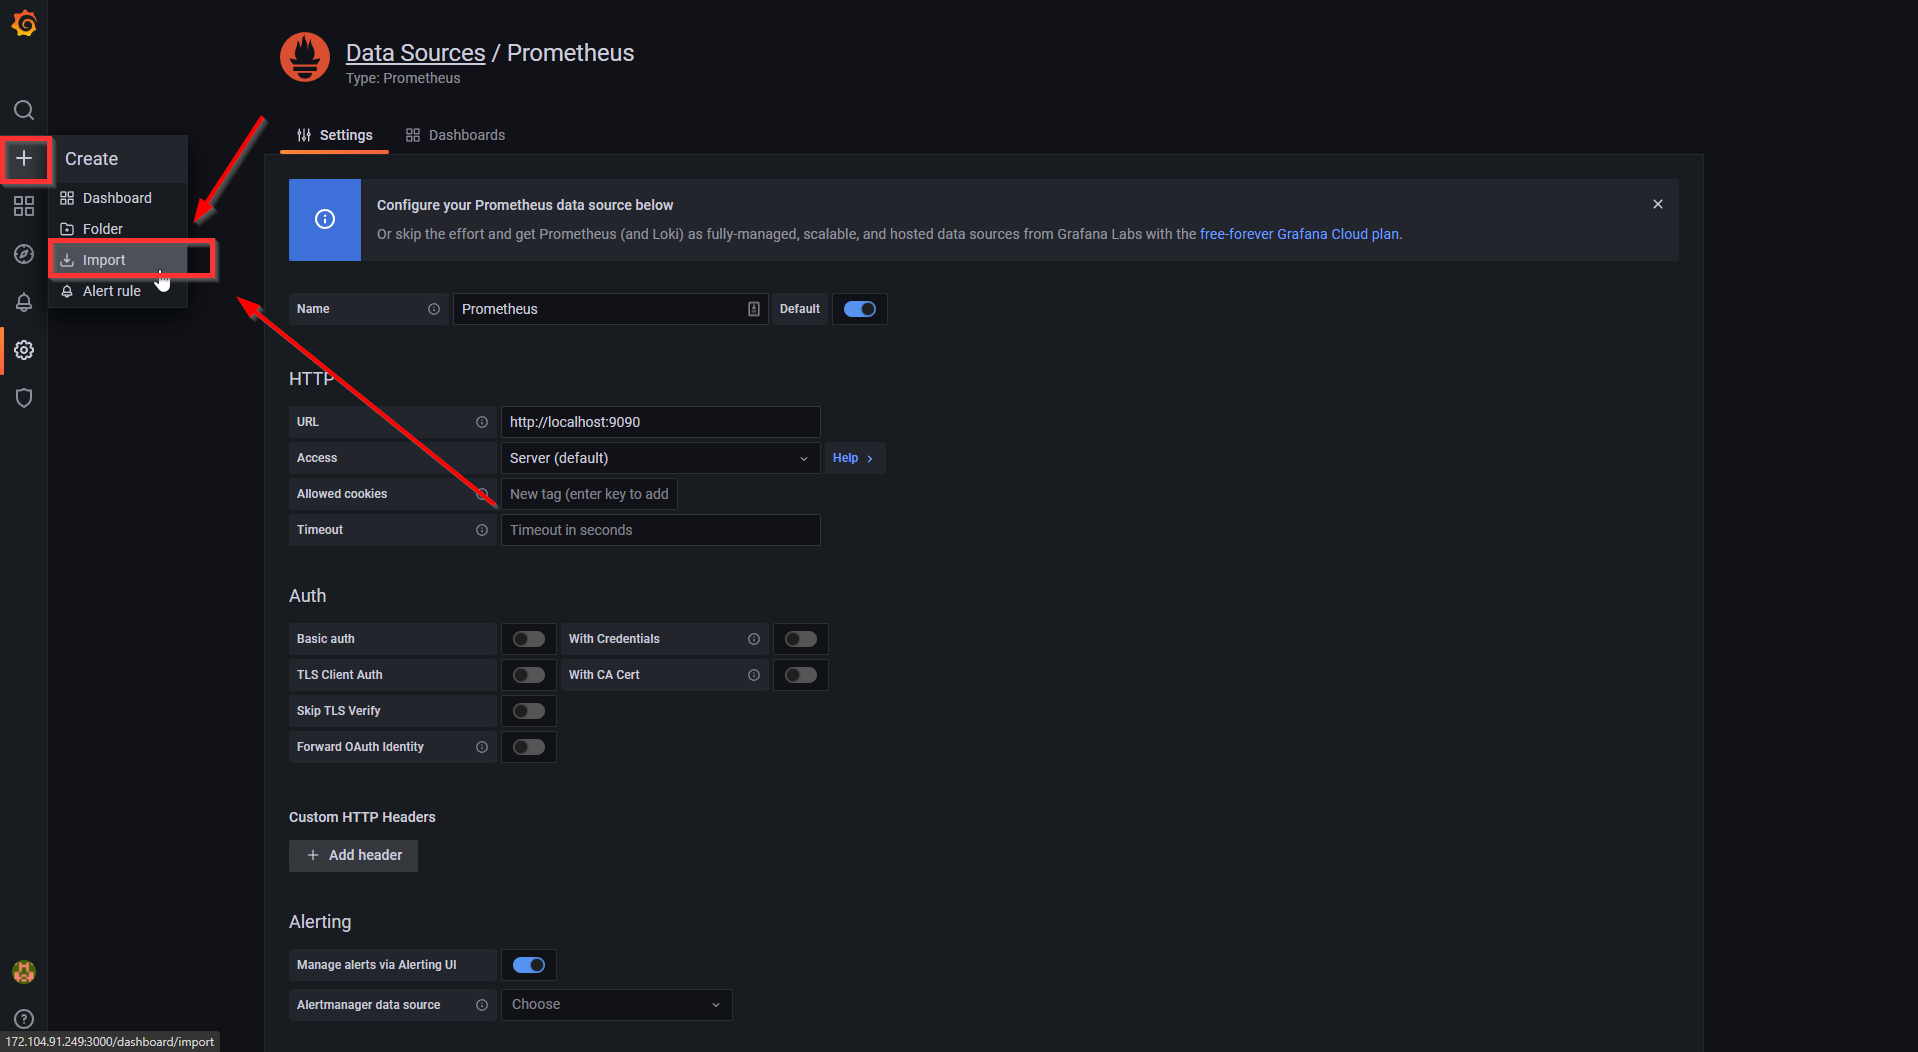 Data Sources / Prometheus
Type: Prometheus
Settings
Dashboards
Create
Dashboard
Folder
Import
Alert rule
Configure your Prometheus data source below
Or skip the effort and get Prometheus (and Loki) as fully-managed, scalable, and hosted data sources from Grafana Labs with the free-forever Grafana Cloud plan.
Name
Prometheus
Default
HTTP
URL
http://localhost:9090
Access
Server (default)
Help
Allowed cookies
New tag (enter key to add
Timeout
Timeout in seconds
Auth
Basic auth
With Credentials
TLS Client Auth
With CA Cert
Skip TLS Verify
Forward OAuth Identity
Custom HTTP Headers
Add header
Alerting
Manage alerts via Alerting UI
Alertmanager data source
Choose
172.104.91.249:3000/dashboard/import